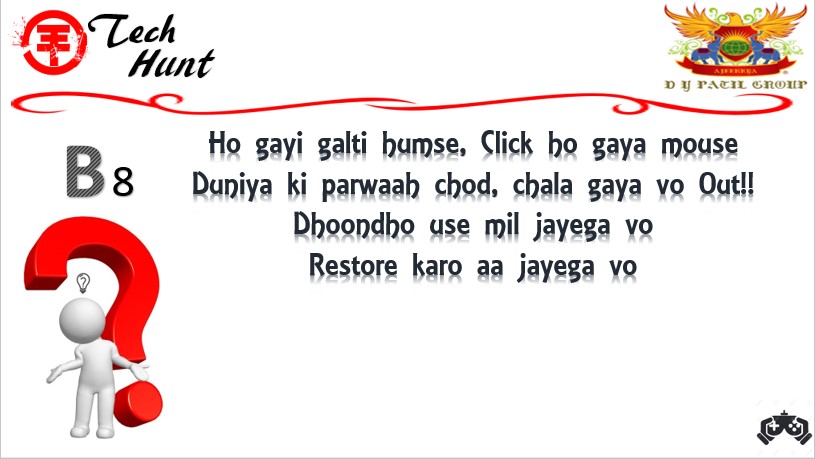 Tech
Hunt
AJEENKYA
D Y PATIL GROUP
B 8
Ho gayi galti humse, Click ho gaya mouse
Duniya ki parwaah chod, chala gaya vo Out!!
Dhoondho use mil jayega vo
Restore karo aa jayega vo